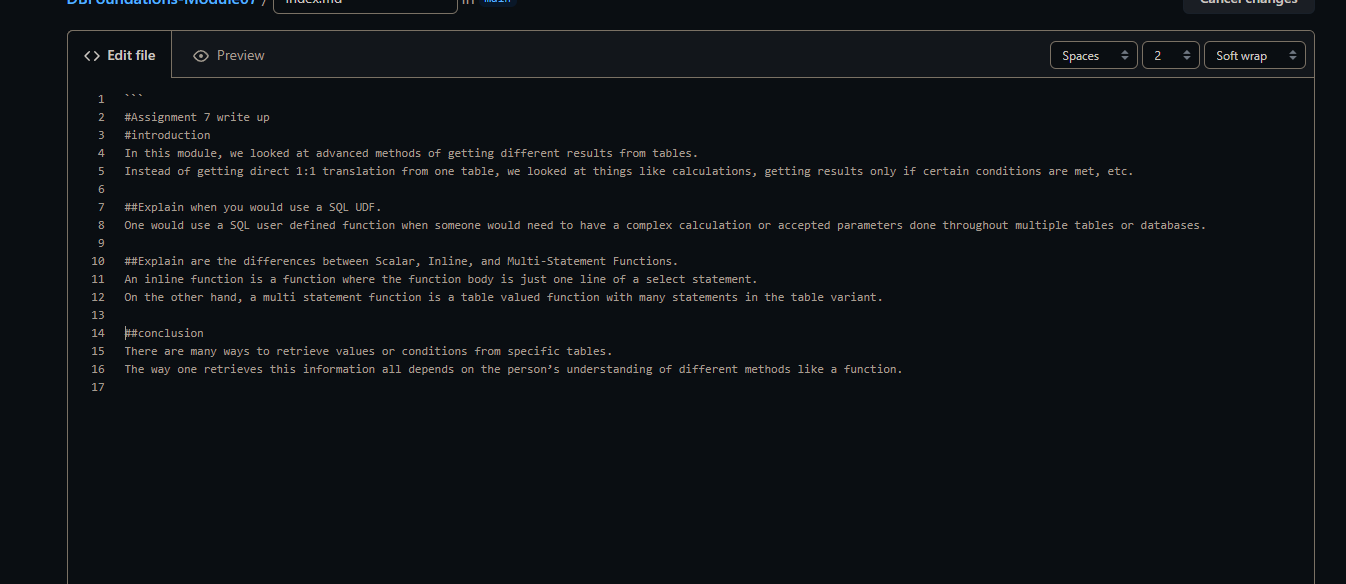 DBFoundations-Module07 / index.md in main Cancel changes
Edit file Preview Spaces 2 Soft wrap
1 ```
2 #Assignment 7 write up
3 #introduction
4 In this module, we looked at advanced methods of getting different results from tables.
5 Instead of getting direct 1:1 translation from one table, we looked at things like calculations, getting results only if certain conditions are met, etc.
6
7 ##Explain when you would use a SQL UDF.
8 One would use a SQL user defined function when someone would need to have a complex calculation or accepted parameters done throughout multiple tables or databases.
9
10 ##Explain are the differences between Scalar, Inline, and Multi-Statement Functions.
11 An inline function is a function where the function body is just one line of a select statement.
12 On the other hand, a multi statement function is a table valued function with many statements in the table variant.
13
14 ##conclusion
15 There are many ways to retrieve values or conditions from specific tables.
16 The way one retrieves this information all depends on the person’s understanding of different methods like a function.
17